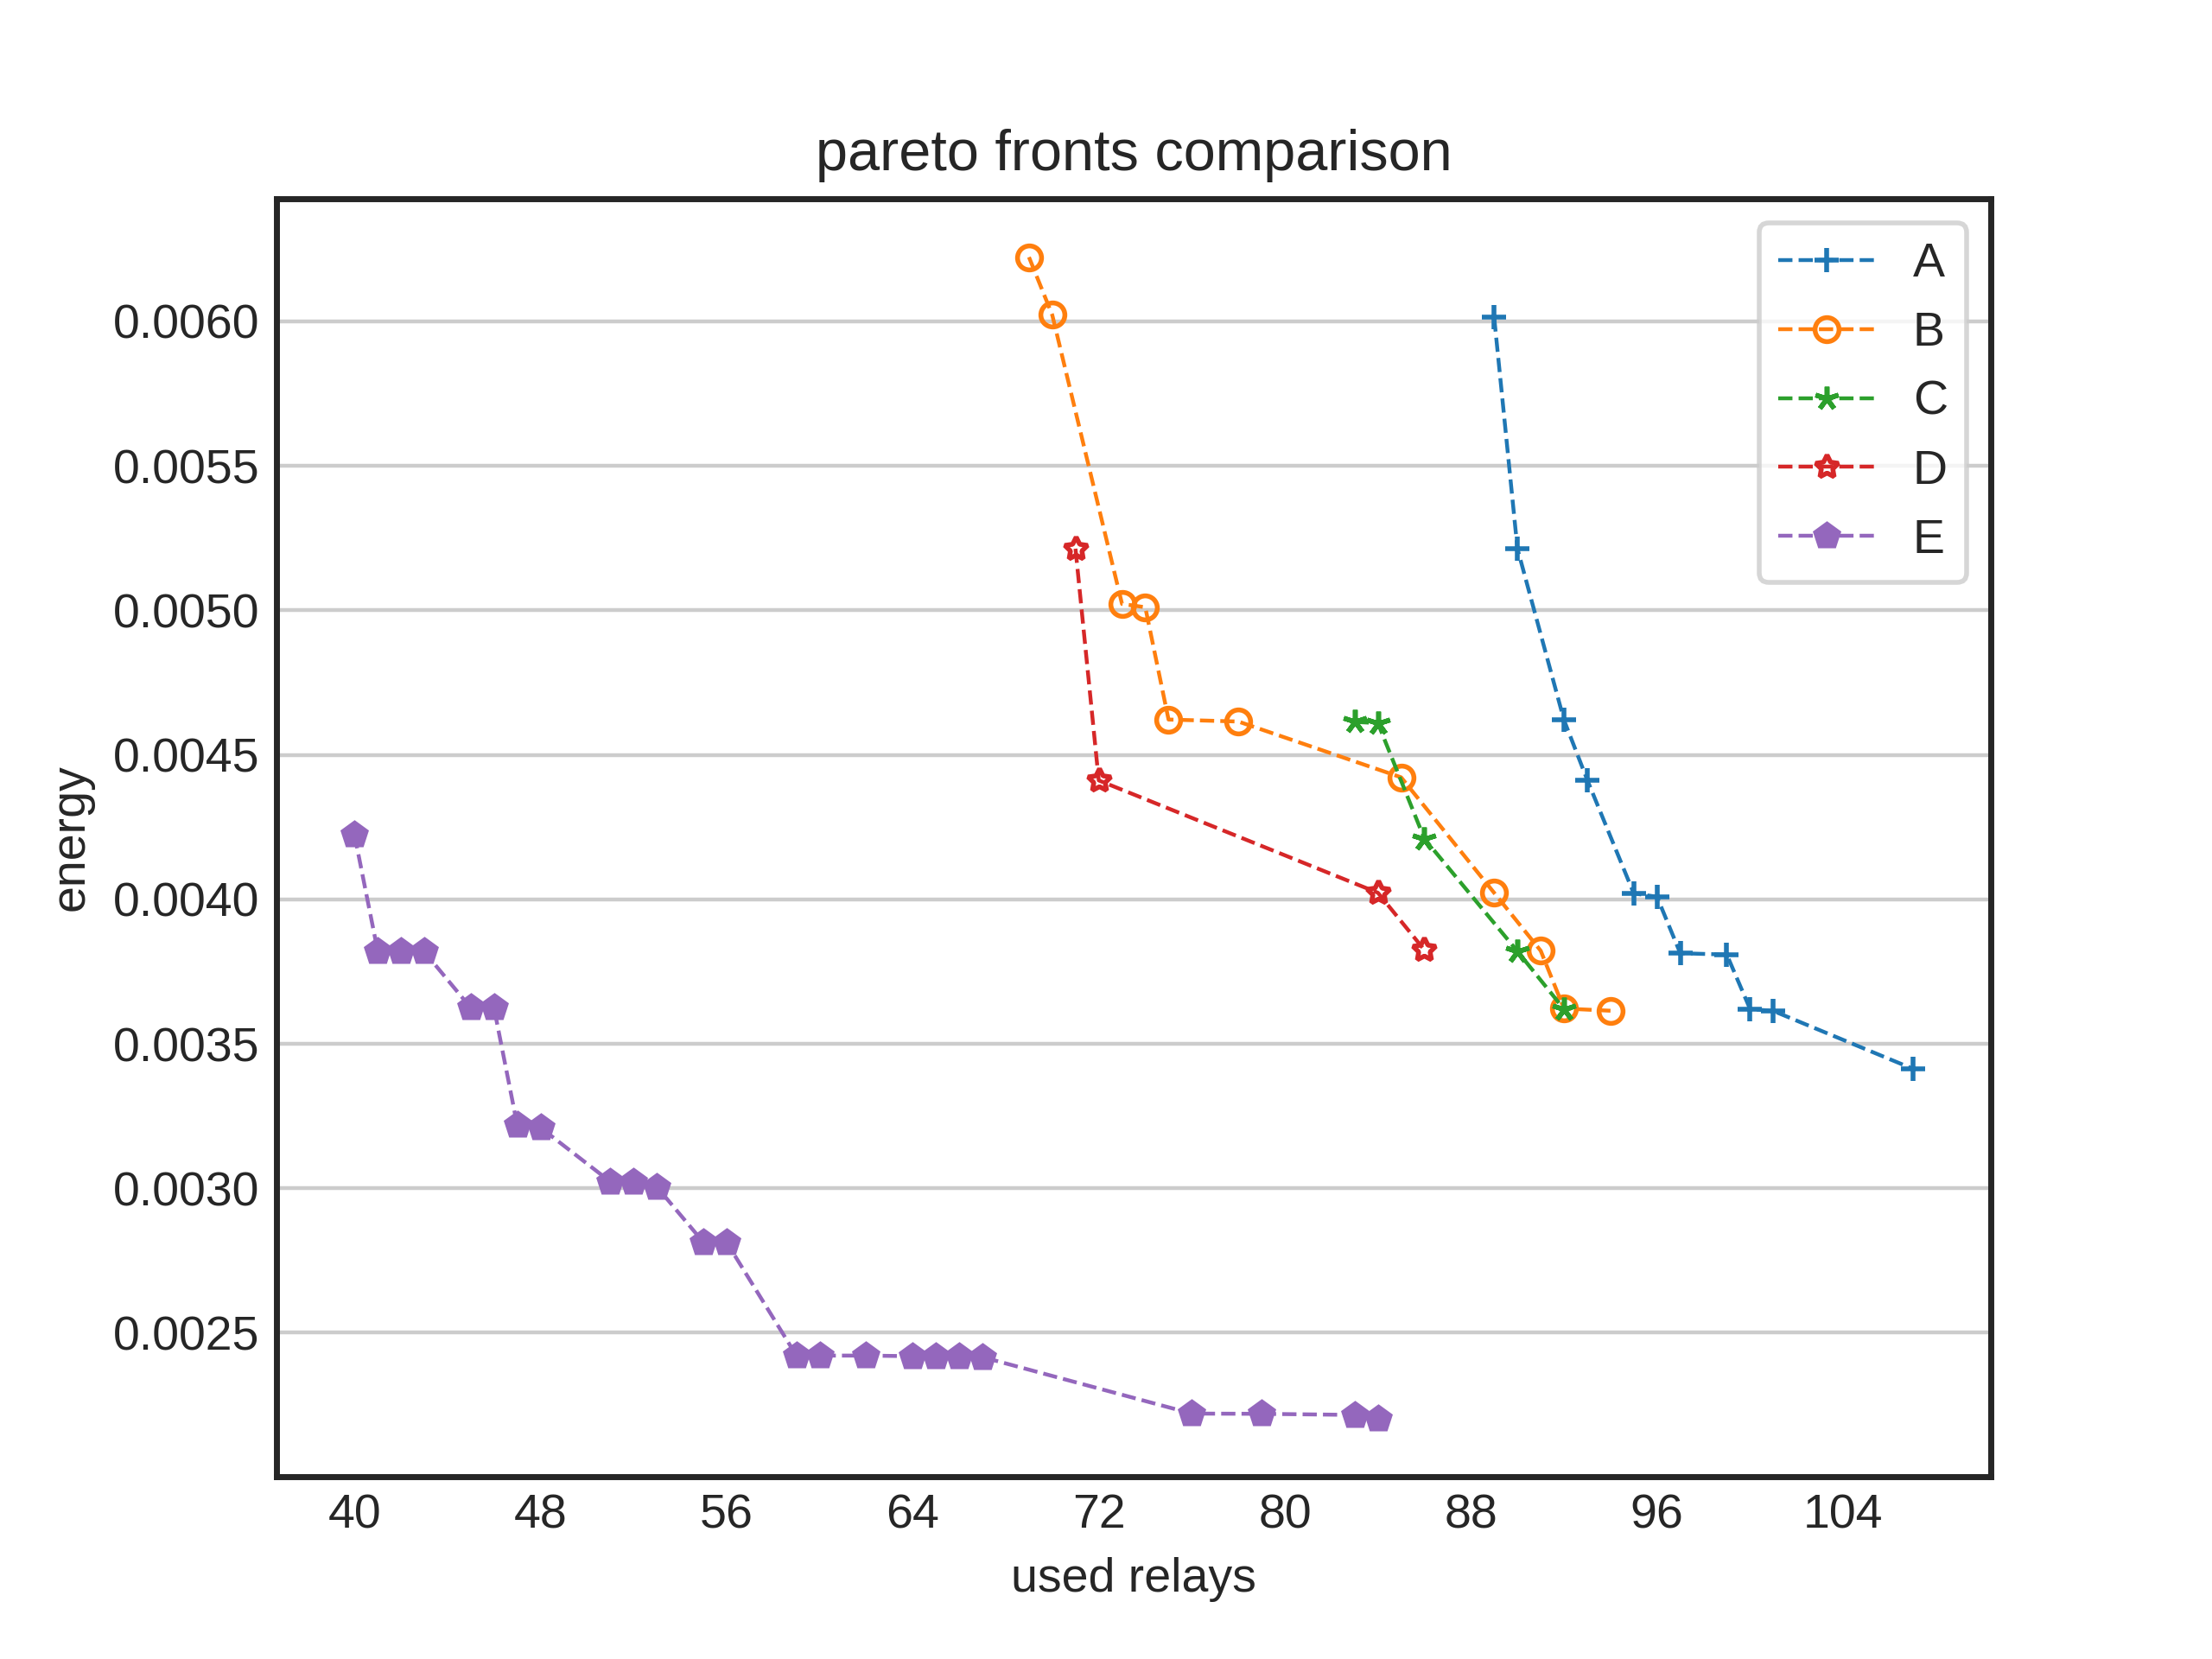 pareto fronts comparison
A
B
C
D
E
0.0060
0.0055
0.0050
0.0045
0.0040
0.0035
0.0030
0.0025
energy
40 48 56 64 72 80 88 96 104
used relays